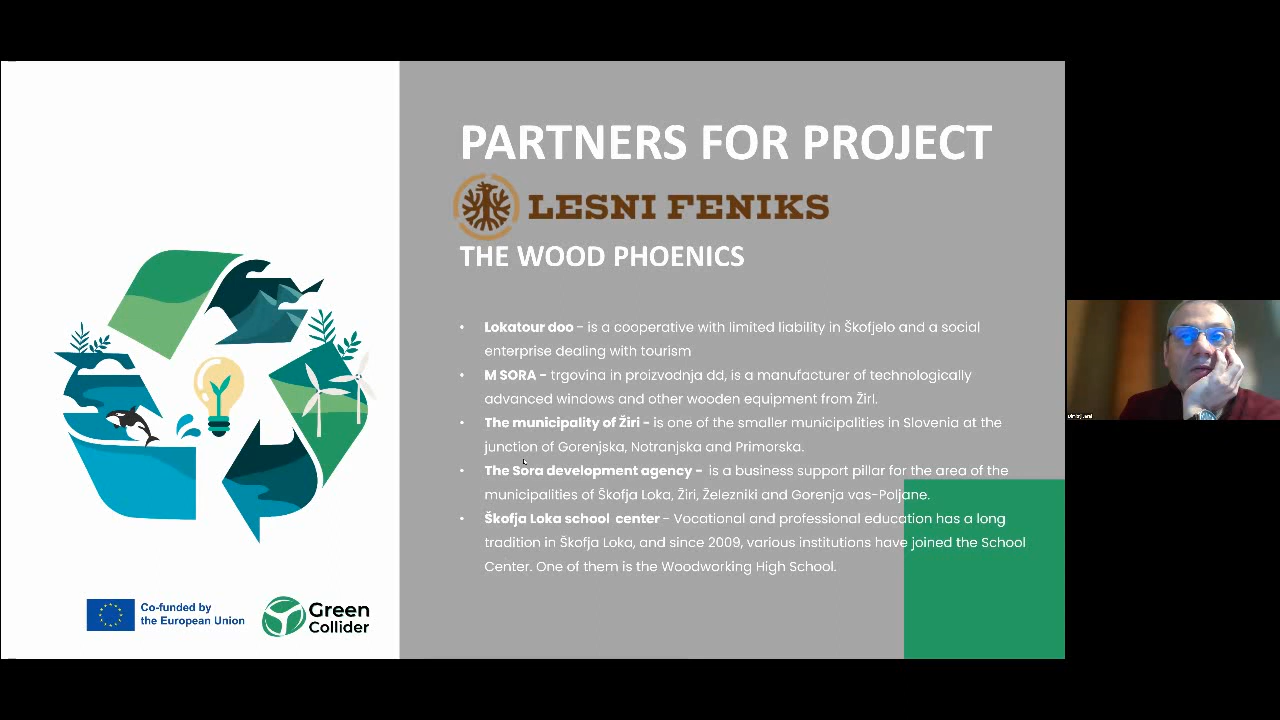 PARTNERS FOR PROJECT
LESNI FENIKS
THE WOOD PHOENICS
• Lokatour doo - is a cooperative with limited liability in Škofjelo and a social
enterprise dealing with tourism
• M SORA - trgovina in proizvodnja dd, is a manufacturer of technologically
advanced windows and other wooden equipment from ŽirI.
• The municipality of Žiri - is one of the smaller municipalities in Slovenia at the
junction of Gorenjska, Notranjska and Primorska.
• The Sora development agency - is a business support pillar for the area of the
municipalities of Škofja Loka, Žiri, Železniki and Gorenja vas-Poljane.
• Škofja Loka school center - Vocational and professional education has a long
tradition in Škofja Loka, and since 2009, various institutions have joined the School
Center. One of them is the Woodworking High School.
Co-funded by
the European Union
Green
Collider